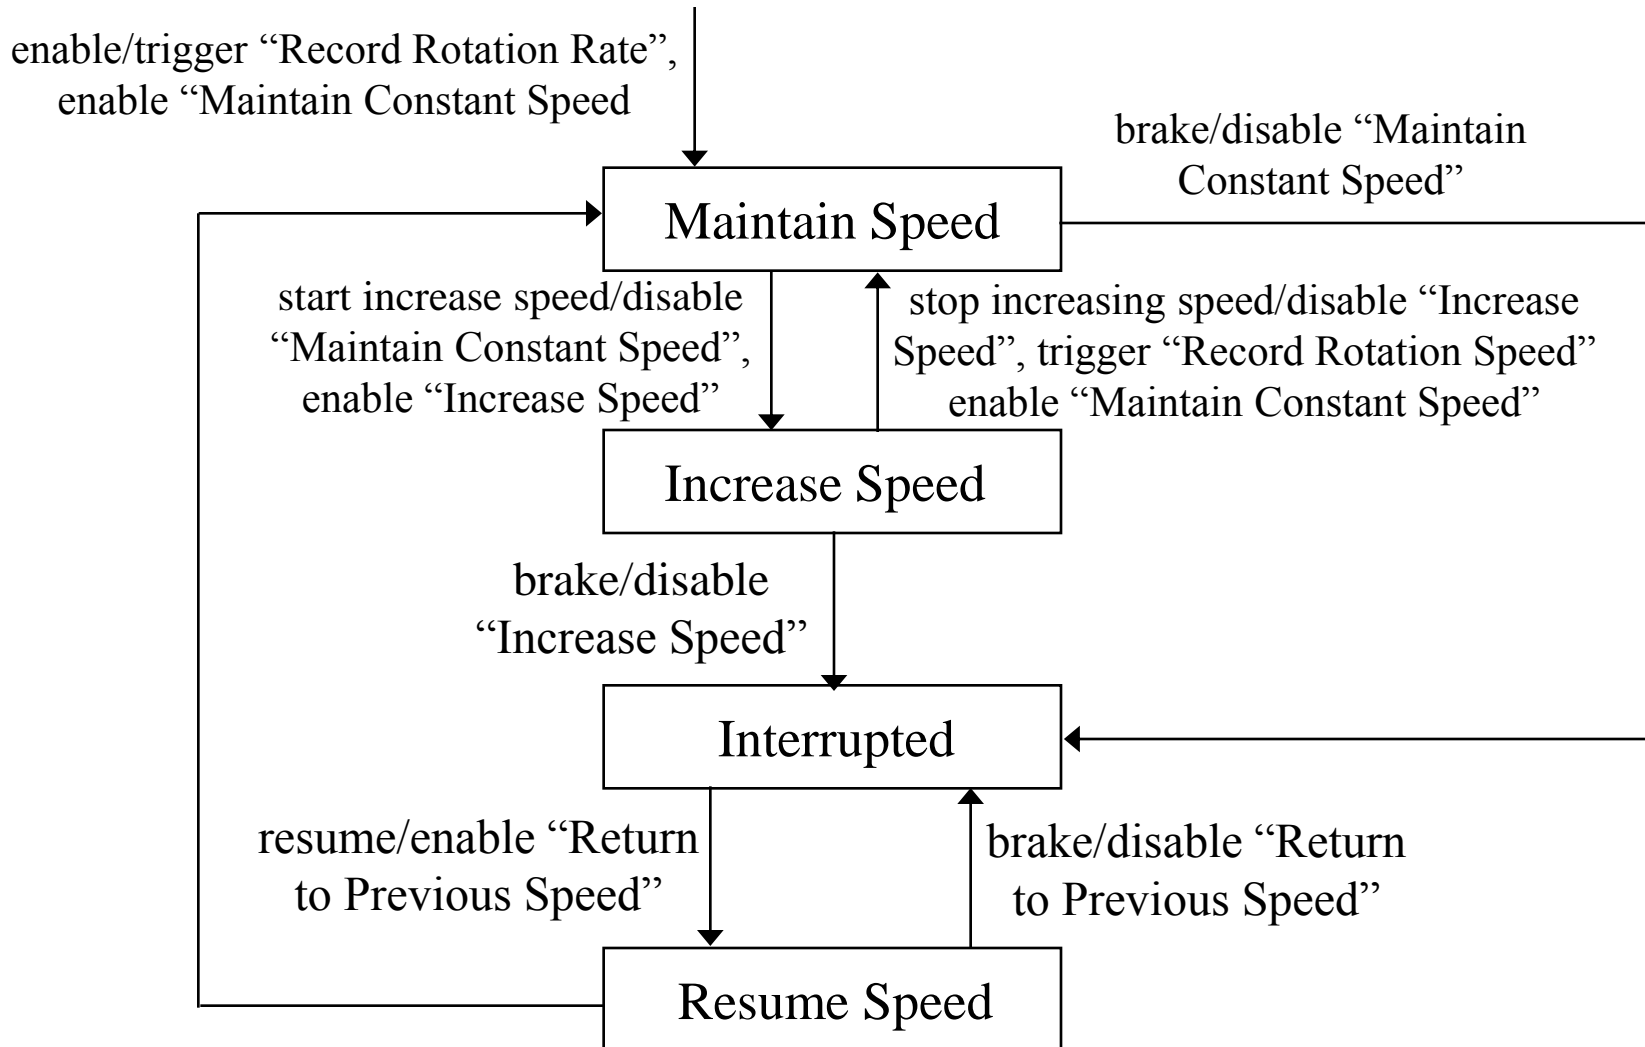 enable/trigger “Record Rotation Rate”,
enable “Maintain Constant Speed
brake/disable “Maintain
Constant Speed”
Maintain Speed
start increase speed/disable
“Maintain Constant Speed”,
enable “Increase Speed”
stop increasing speed/disable “Increase
Speed”, trigger “Record Rotation Speed”
enable “Maintain Constant Speed”
Increase Speed
brake/disable
“Increase Speed”
Interrupted
resume/enable “Return
to Previous Speed”
brake/disable “Return
to Previous Speed”
Resume Speed